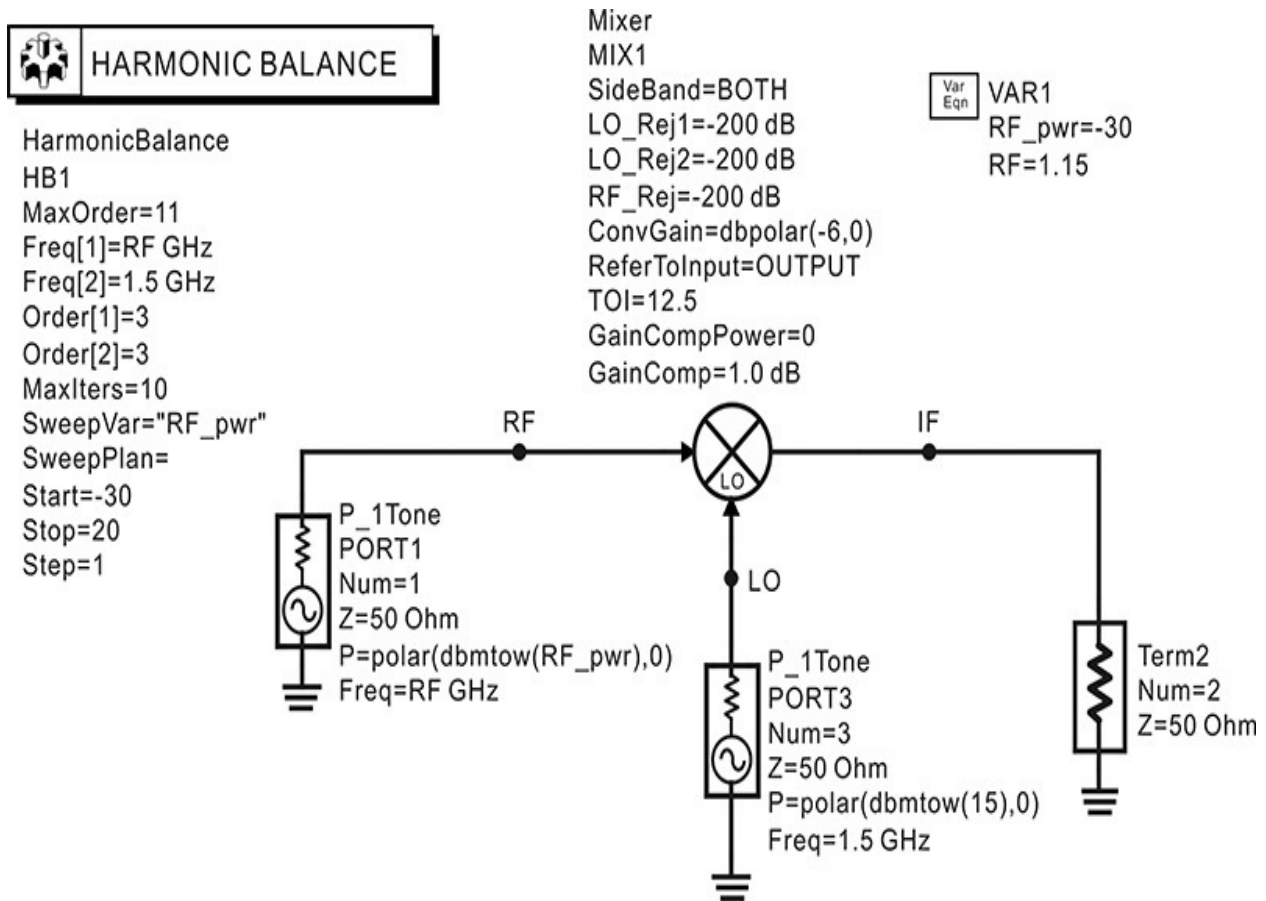 HARMONIC BALANCE
HarmonicBalance
HB1
MaxOrder=11
Freq[1]=RF GHz
Freq[2]=1.5 GHz
Order[1]=3
Order[2]=3
MaxIters=10
SweepVar="RF_pwr"
SweepPlan=
Start=-30
Stop=20
Step=1
Mixer
MIX1
SideBand=BOTH
LO_Rej1=-200 dB
LO_Rej2=-200 dB
RF_Rej=-200 dB
ConvGain=dbpolar(-6,0)
ReferToInput=OUTPUT
TOI=12.5
GainCompPower=0
GainComp=1.0 dB
Var
Eqn
VAR1
RF_pwr=-30
RF=1.15
RF
IF
LO
LO
P_1Tone
PORT1
Num=1
Z=50 Ohm
P=polar(dbmtow(RF_pwr),0)
Freq=RF GHz
P_1Tone
PORT3
Num=3
Z=50 Ohm
P=polar(dbmtow(15),0)
Freq=1.5 GHz
Term2
Num=2
Z=50 Ohm